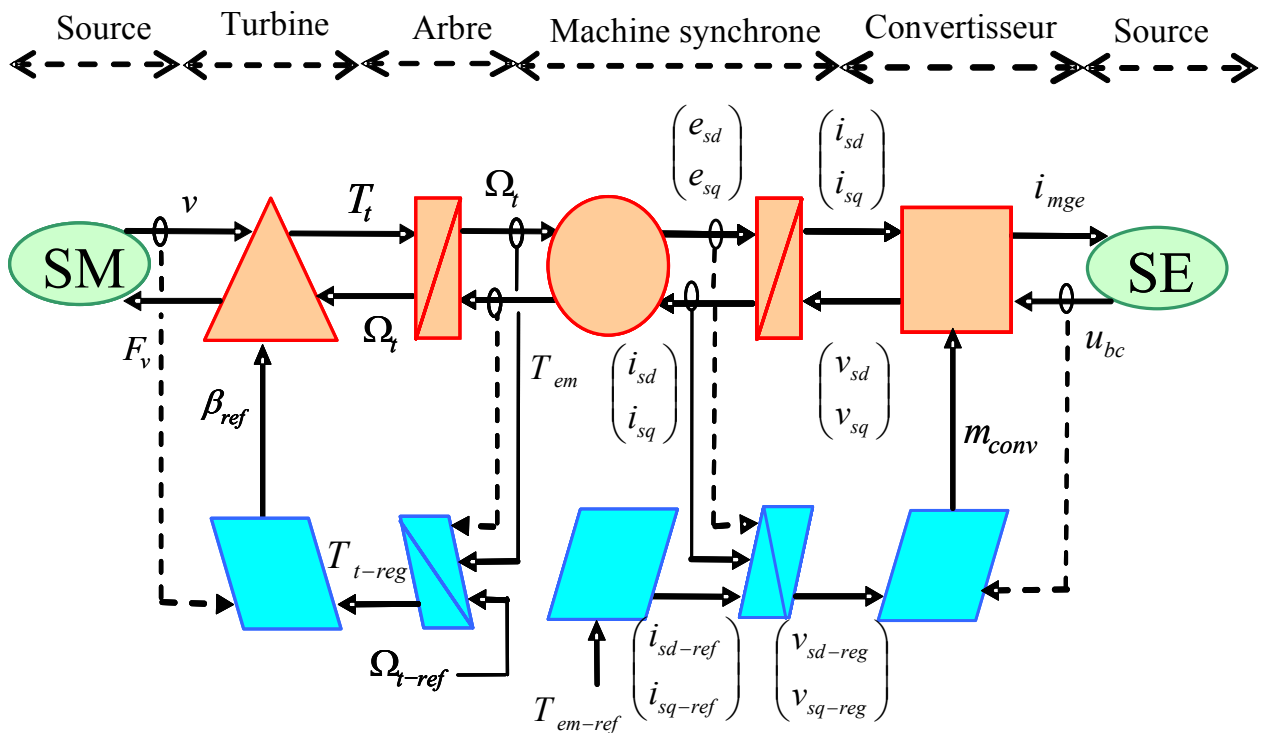 Source Turbine Arbre Machine synchrone Convertisseur Source
(e_sd e_sq)
(i_sd i_sq)
v
T_t
Ω_t
i_mge
SM
SE
F_v
Ω_t
T_em
(i_sd i_sq)
(v_sd v_sq)
u_bc
β_ref
m_conv
T_t-reg
Ω_t-ref
(i_sd-ref i_sq-ref)
(v_sd-reg v_sq-reg)
T_em-ref